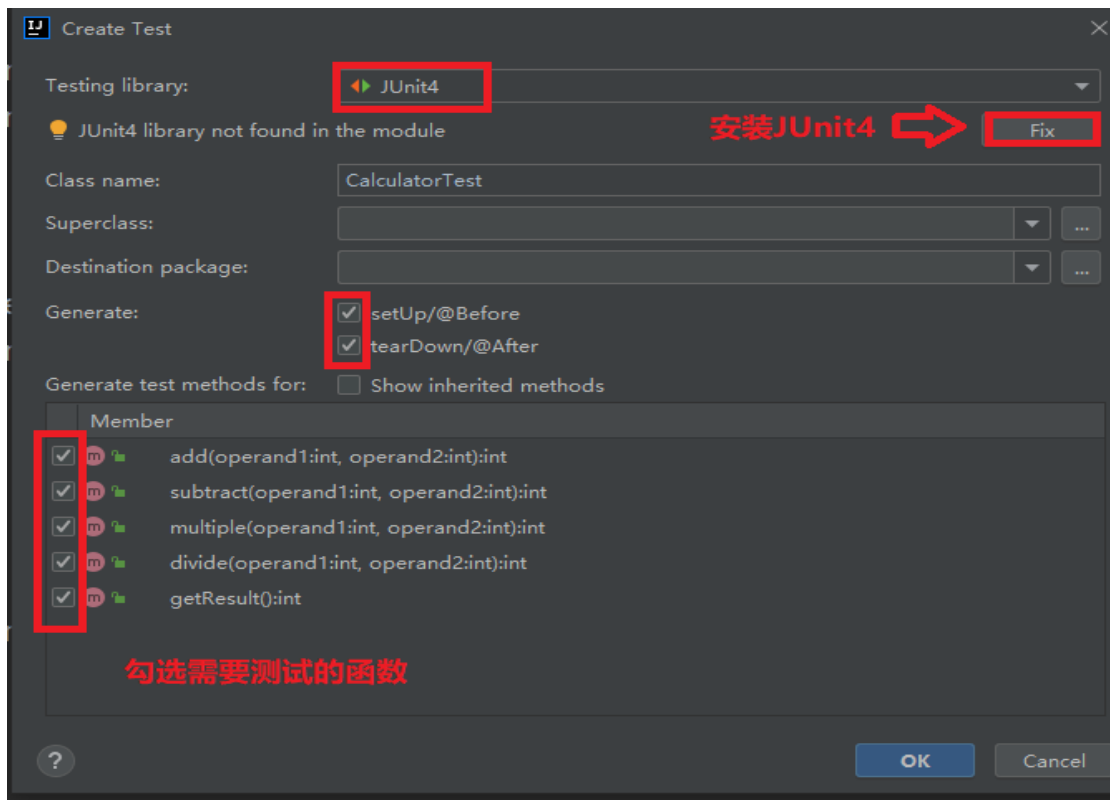 Create Test
Testing library:
JUnit4
JUnit4 library not found in the module
安装JUnit4
Fix
Class name:
CalculatorTest
Superclass:
...
Destination package:
...
Generate:
setUp/@Before
tearDown/@After
Generate test methods for:
Show inherited methods
Member
add(operand1:int, operand2:int):int
subtract(operand1:int, operand2:int):int
multiple(operand1:int, operand2:int):int
divide(operand1:int, operand2:int):int
getResult():int
勾选需要测试的函数
?
OK
Cancel